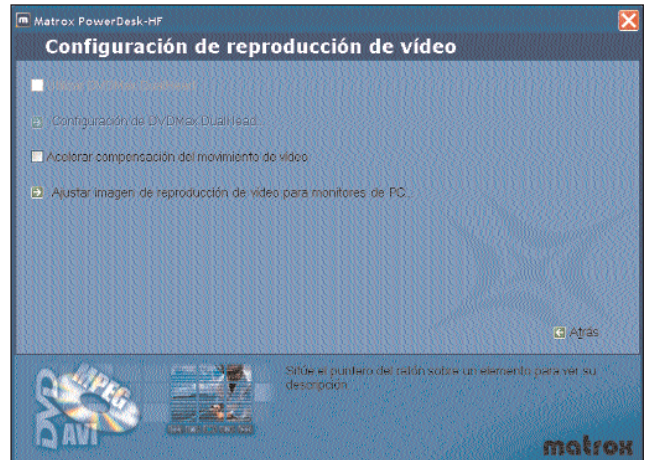 Matrox PowerDesk-HF
Configuración de reproducción de vídeo
Configuración de DVDMax DualHead...
Acelerar compensación del movimiento de vídeo
Ajustar imagen de reproducción de vídeo para monitores de PC...
Atrás
Sitúe el puntero del ratón sobre un elemento para ver su
descripción
DVD
MPEG
AVI
matrox